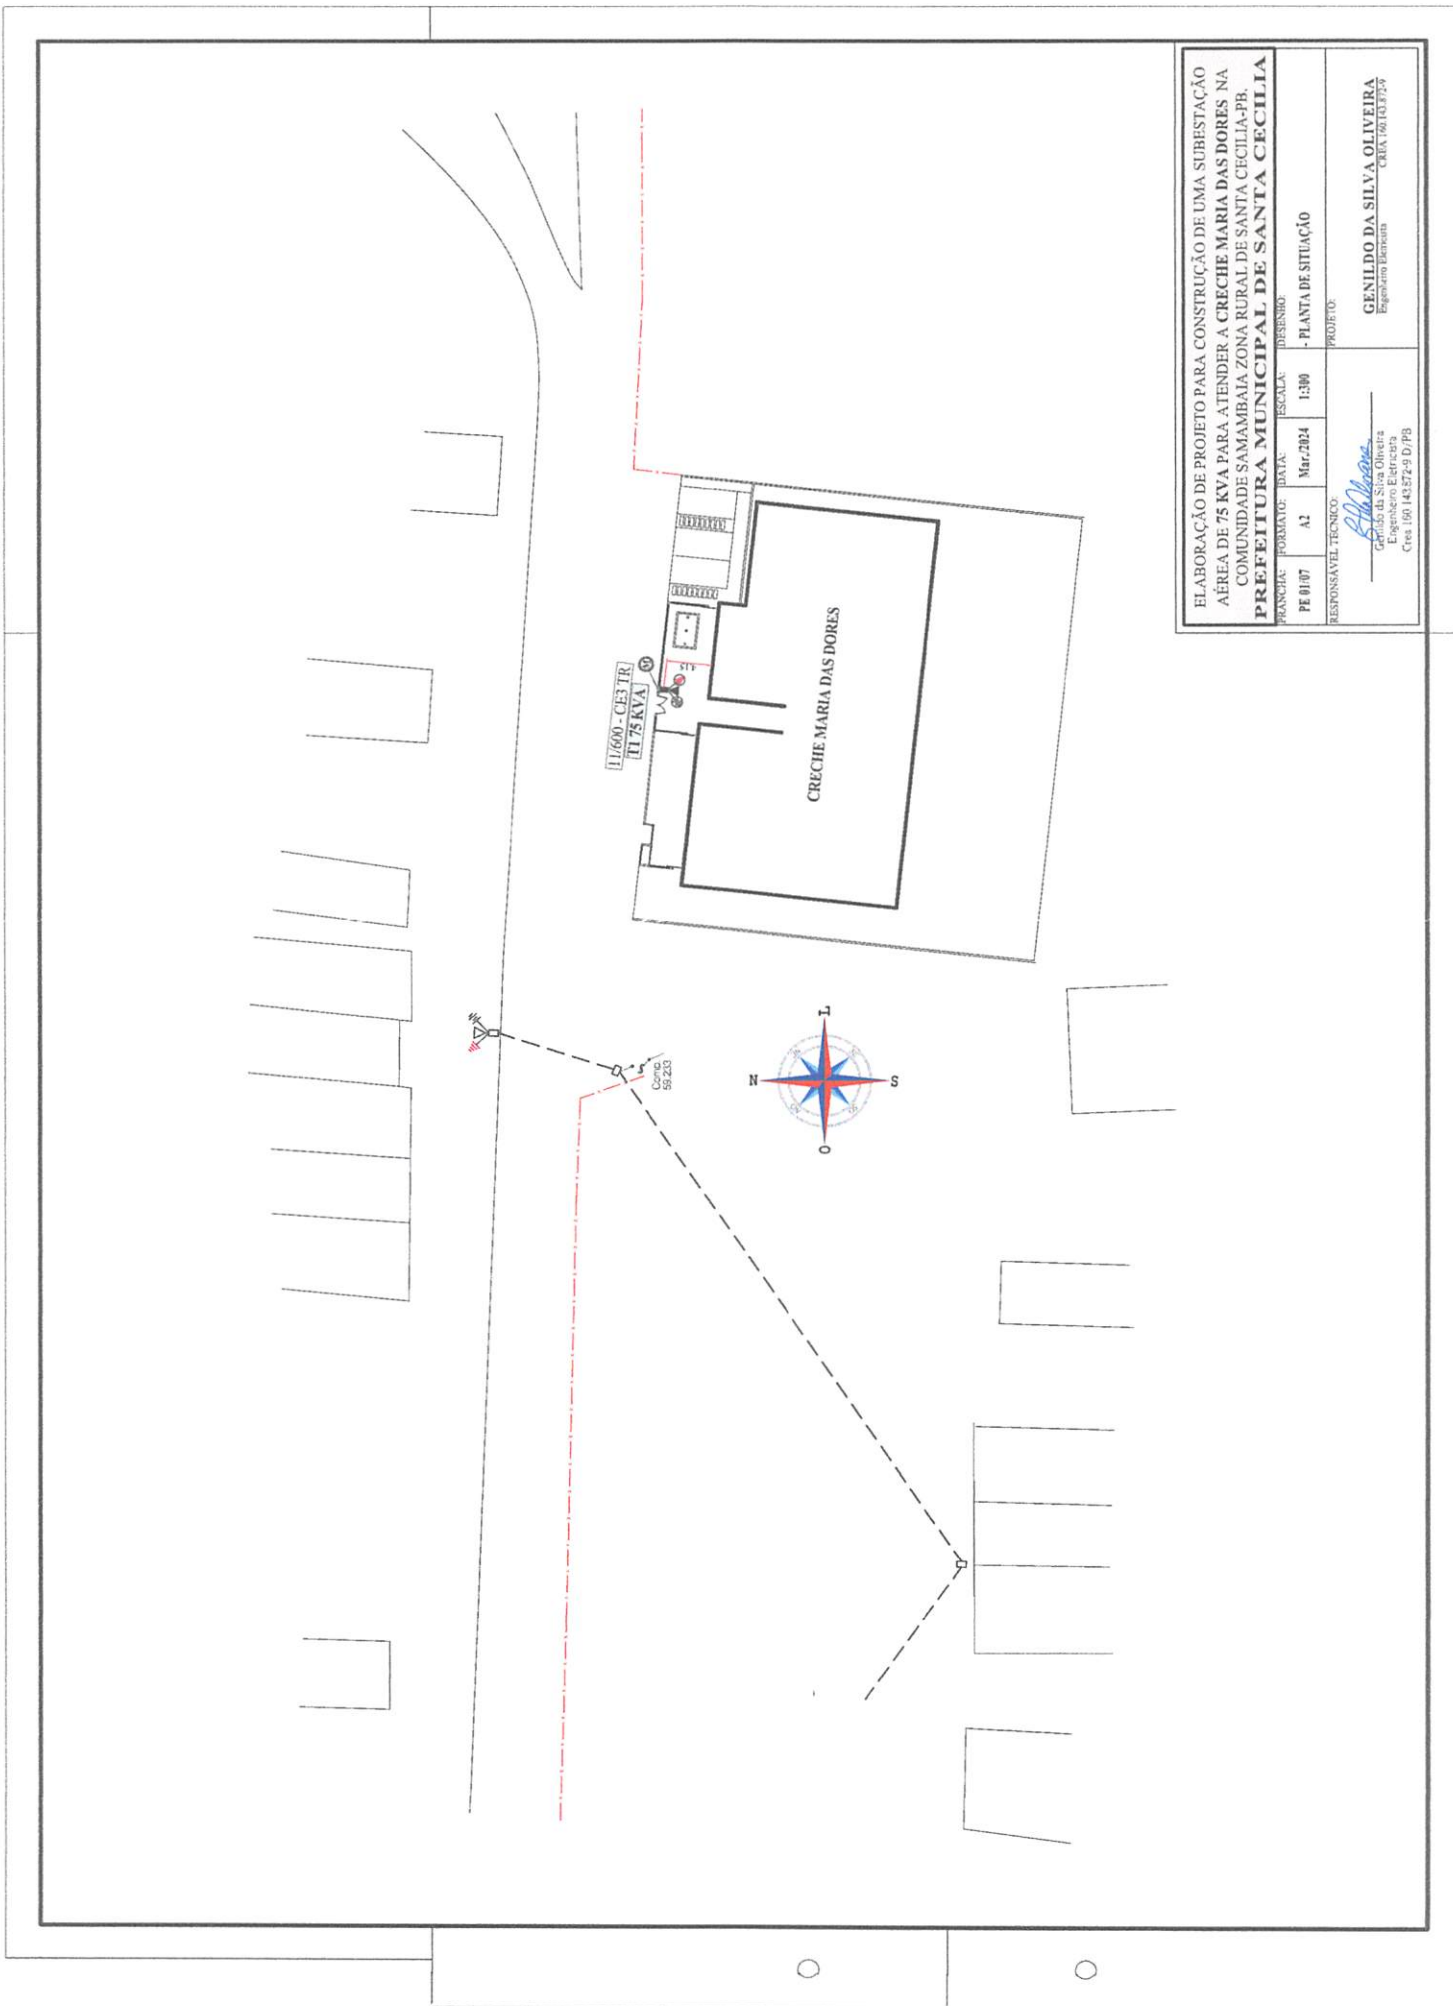 11/600 - CE3 TR
T1 75 KVA
M
4.15
CRECHE MARIA DAS DORES
Comp.
59.233
N
L
S
O
ELABORAÇÃO DE PROJETO PARA CONSTRUÇÃO DE UMA SUBESTAÇÃO
AÉREA DE 75 KVA PARA ATENDER A CRECHE MARIA DAS DORES NA
COMUNIDADE SAMAMBAIA ZONA RURAL DE SANTA CECILIA-PB.
PREFEITURA MUNICIPAL DE SANTA CECILIA
PRANCHA: FORMATO: DATA: ESCALA: DESENHO:
PE 01/07 A2 Mar./2024 1:300 - PLANTA DE SITUAÇÃO
RESPONSÁVEL TÉCNICO: PROJETO:
Genildo da Silva Oliveira
Engenheiro Eletricista
Crea 160.143.872-9 D/PB
GENILDO DA SILVA OLIVEIRA
Engenheiro Eletricista CREA 160.143.872-9